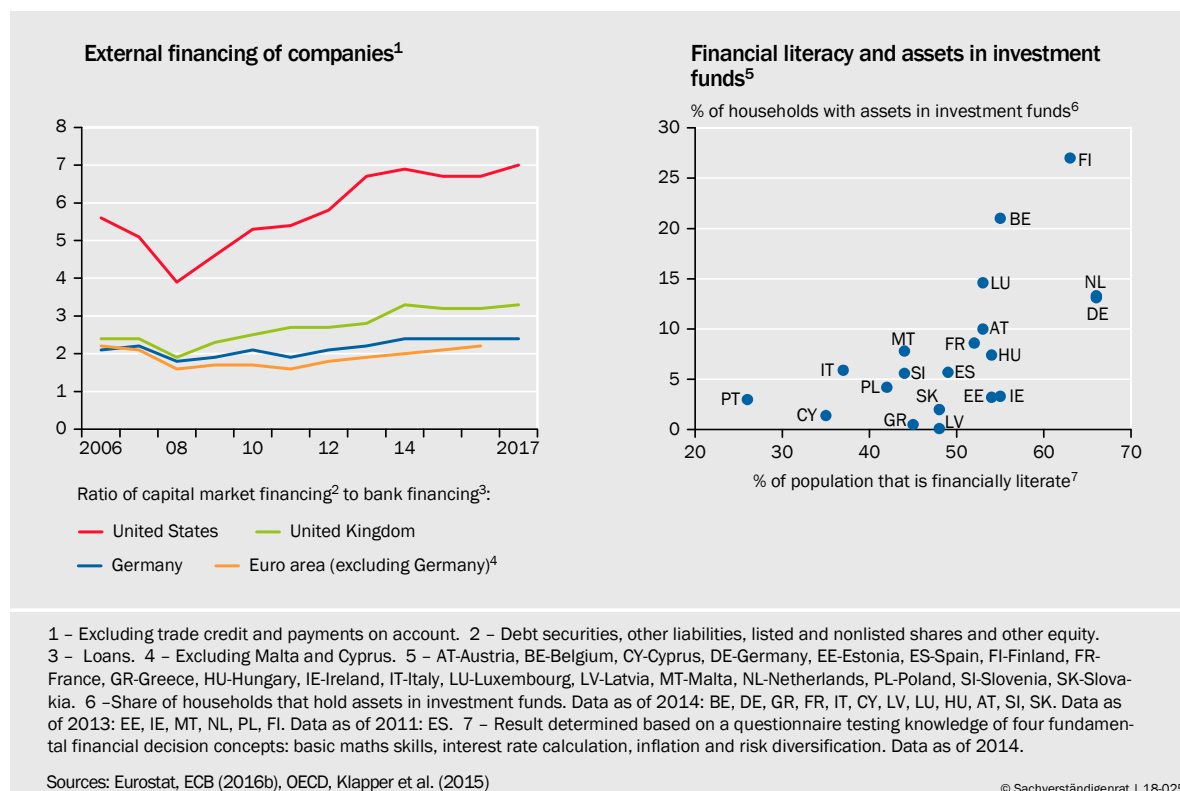 External financing of companies1
8
7
6
5
4
3
2
1
0
2006 08 10 12 14 2017
Ratio of capital market financing2 to bank financing3:
United States United Kingdom
Germany Euro area (excluding Germany)4
Financial literacy and assets in investment
funds5
% of households with assets in investment funds6
30
25
20
15
10
5
0
FI
BE
LU
NL
DE
AT
MT
FR
HU
IT
SI
ES
PL
SK
EE
IE
PT
CY
GR
LV
20 30 40 50 60 70
% of population that is financially literate7
1 – Excluding trade credit and payments on account. 2 – Debt securities, other liabilities, listed and nonlisted shares and other equity.
3 – Loans. 4 – Excluding Malta and Cyprus. 5 – AT-Austria, BE-Belgium, CY-Cyprus, DE-Germany, EE-Estonia, ES-Spain, FI-Finland, FR-
France, GR-Greece, HU-Hungary, IE-Ireland, IT-Italy, LU-Luxembourg, LV-Latvia, MT-Malta, NL-Netherlands, PL-Poland, SI-Slovenia, SK-Slova-
kia. 6 –Share of households that hold assets in investment funds. Data as of 2014: BE, DE, GR, FR, IT, CY, LV, LU, HU, AT, SI, SK. Data as
of 2013: EE, IE, MT, NL, PL, FI. Data as of 2011: ES. 7 – Result determined based on a questionnaire testing knowledge of four fundamen-
tal financial decision concepts: basic maths skills, interest rate calculation, inflation and risk diversification. Data as of 2014.
Sources: Eurostat, ECB (2016b), OECD, Klapper et al. (2015)
© Sachverständigenrat | 18-025